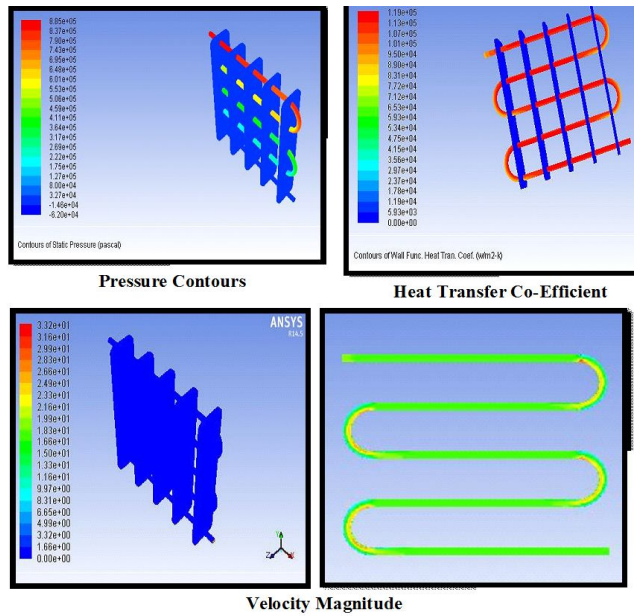 8.85e+05
8.37e+05
7.90e+05
7.43e+05
6.95e+05
6.48e+05
6.01e+05
5.53e+05
5.06e+05
4.59e+05
4.11e+05
3.64e+05
3.17e+05
2.69e+05
2.22e+05
1.75e+05
1.27e+05
8.00e+04
3.27e+04
-1.46e+04
-6.20e+04
Contours of Static Pressure (pascal)
Pressure Contours
1.19e+05
1.13e+05
1.07e+05
1.01e+05
9.50e+04
8.90e+04
8.31e+04
7.72e+04
7.12e+04
6.53e+04
5.93e+04
5.34e+04
4.75e+04
4.15e+04
3.56e+04
2.97e+04
2.37e+04
1.78e+04
1.19e+04
5.93e+03
0.00e+00
Contours of Wall Func. Heat Tran. Coef. (w/m2-k)
Heat Transfer Co-Efficient
3.32e+01
3.16e+01
2.99e+01
2.83e+01
2.66e+01
2.49e+01
2.33e+01
2.16e+01
2.00e+01
1.83e+01
1.66e+01
1.50e+01
1.33e+01
1.16e+01
9.97e+00
8.31e+00
6.65e+00
4.99e+00
3.32e+00
1.66e+00
0.00e+00
ANSYS
R14.5
Y
Z
X
Velocity Magnitude